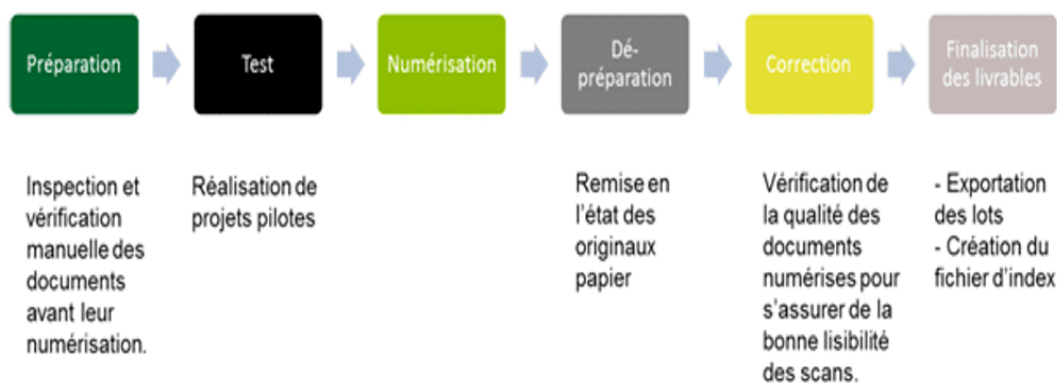 Préparation
Test
Numérisation
Dé-
préparation
Correction
Finalisation
des livrables
Inspection et
vérification
manuelle des
documents
avant leur
numérisation.
Réalisation de
projets pilotes
Remise en
l'état des
originaux
papier
Vérification de
la qualité des
documents
numérises pour
s'assurer de la
bonne lisibilité
des scans.
- Exportation
des lots
- Création du
fichier d'index